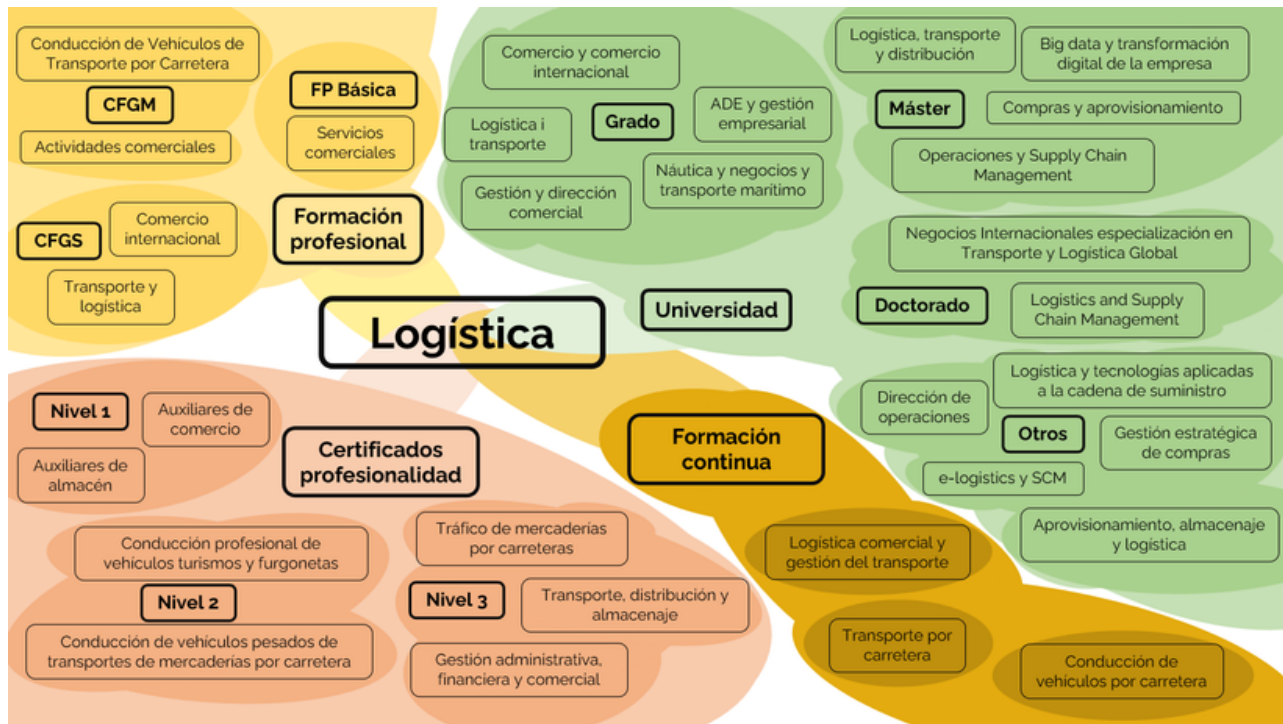 Conducción de Vehículos de
Transporte por Carretera
CFGM
Actividades comerciales
FP Básica
Servicios
comerciales
Formación
profesional
CFGS
Comercio
internacional
Transporte y
logística
Comercio y comercio
internacional
Logística i
transporte
Grado
ADE y gestión
empresarial
Gestión y dirección
comercial
Náutica y negocios y
transporte marítimo
Logística, transporte
y distribución
Big data y transformación
digital de la empresa
Máster
Compras y aprovisionamiento
Operaciones y Supply Chain
Management
Negocios Internacionales especialización en
Transporte y Logística Global
Universidad
Doctorado
Logistics and Supply
Chain Management
Logística
Logística y tecnologías aplicadas
a la cadena de suministro
Dirección de
operaciones
Otros
Gestión estratégica
de compras
e-logistics y SCM
Aprovisionamiento, almacenaje
y logística
Nivel 1
Auxiliares de
comercio
Auxiliares de
almacén
Certificados
profesionalidad
Conducción profesional de
vehículos turismos y furgonetas
Nivel 2
Conducción de vehículos pesados de
transportes de mercaderías por carretera
Tráfico de mercaderías
por carreteras
Nivel 3
Transporte, distribución y
almacenaje
Gestión administrativa,
financiera y comercial
Formación
continua
Logística comercial y
gestión del transporte
Transporte por
carretera
Conducción de
vehículos por carretera